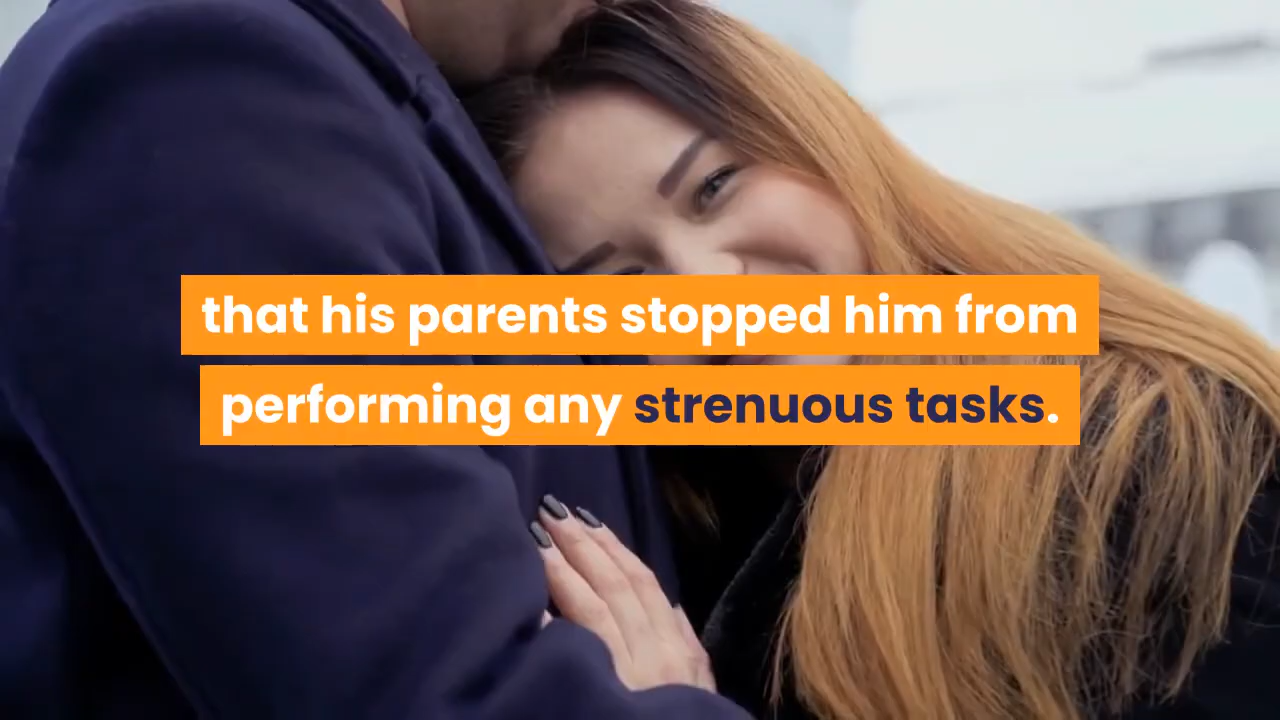 that his parents stopped him from
performing any strenuous tasks.